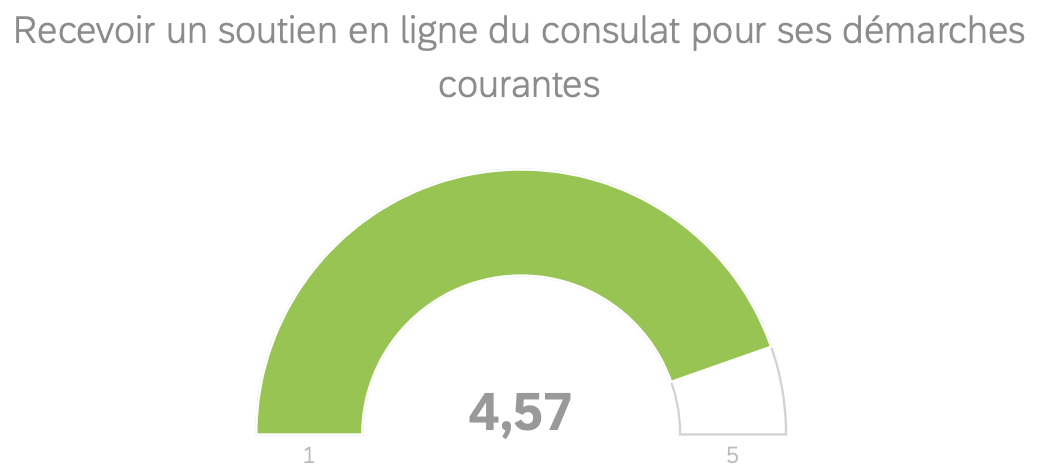 Recevoir un soutien en ligne du consulat pour ses démarches
courantes
4,57
1
5